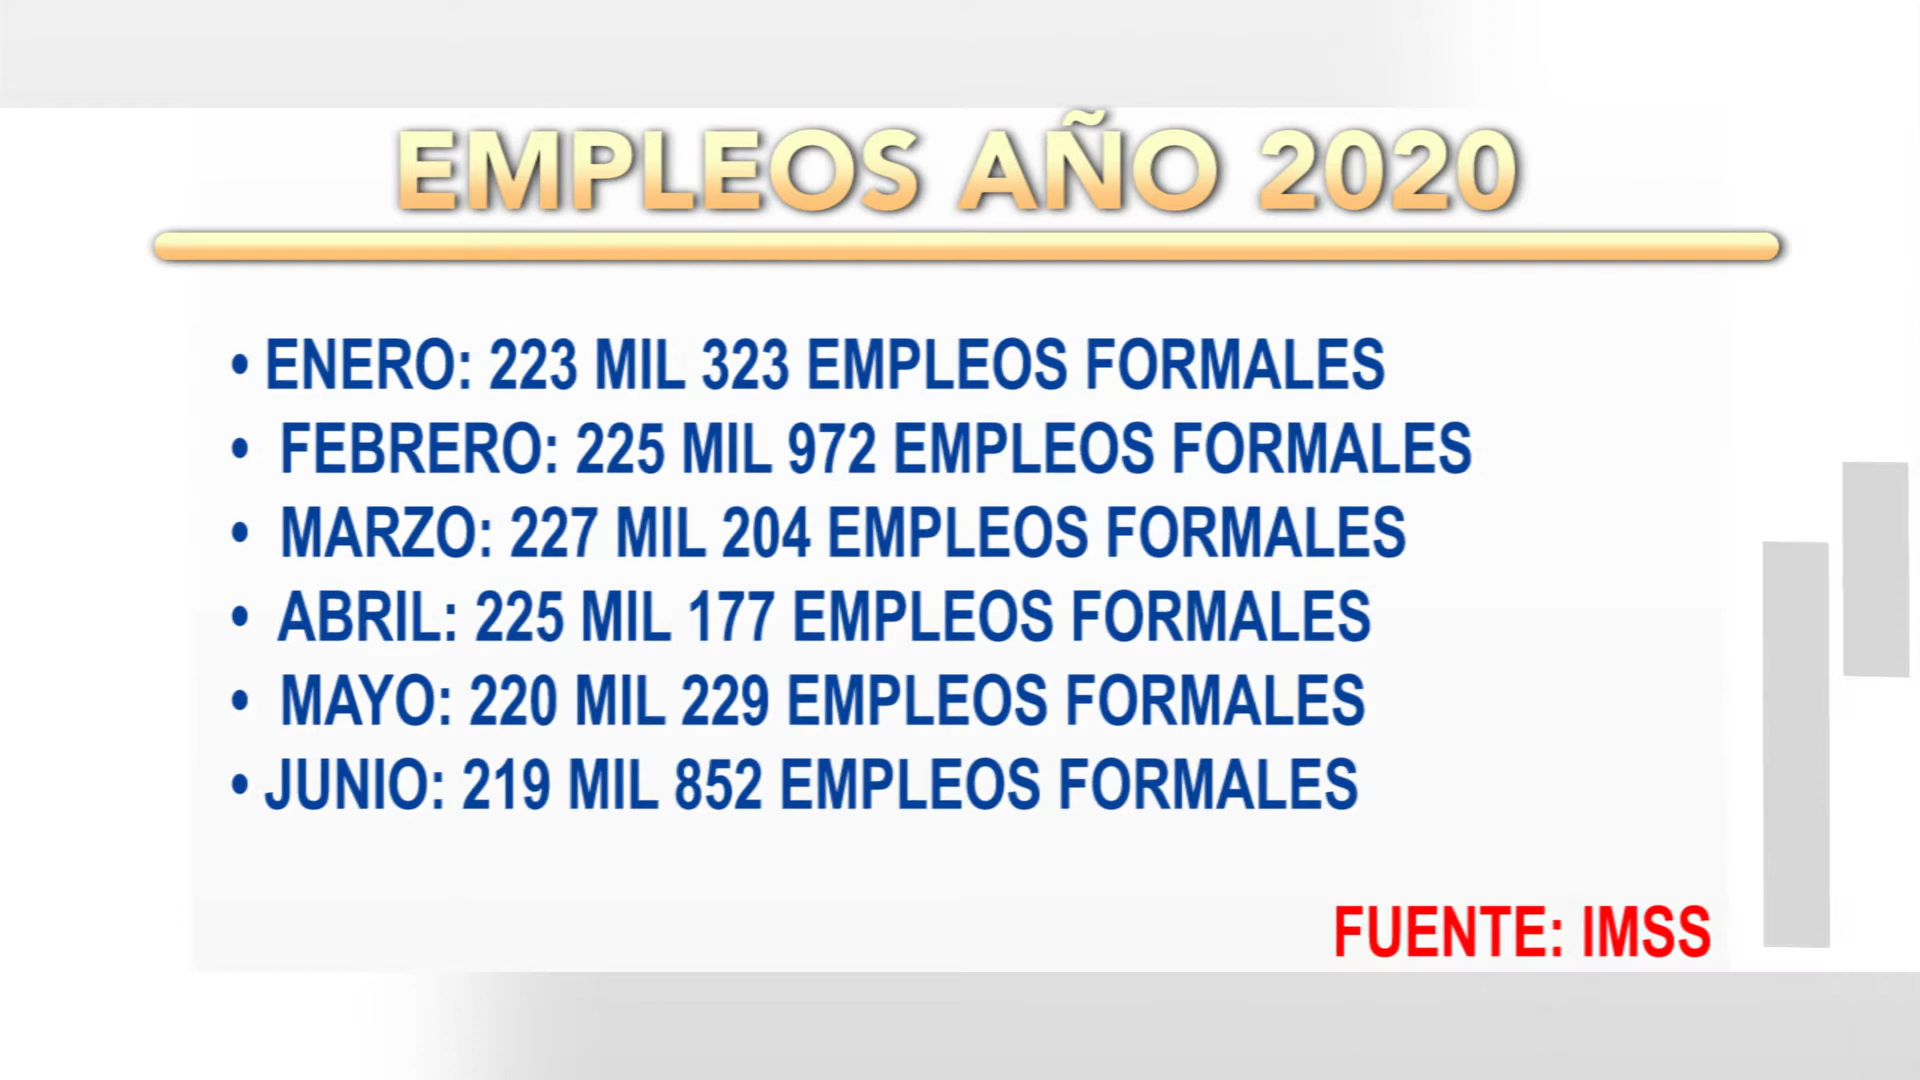 EMPLEOS AÑO 2020
• ENERO: 223 MIL 323 EMPLEOS FORMALES
• FEBRERO: 225 MIL 972 EMPLEOS FORMALES
• MARZO: 227 MIL 204 EMPLEOS FORMALES
• ABRIL: 225 MIL 177 EMPLEOS FORMALES
• MAYO: 220 MIL 229 EMPLEOS FORMALES
• JUNIO: 219 MIL 852 EMPLEOS FORMALES
FUENTE: IMSS